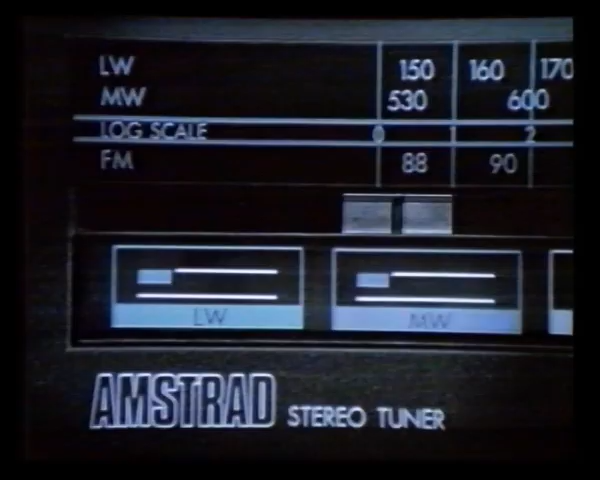 LW 150 160 170
MW 530 600
LOG SCALE 0 1 2
FM 88 90
LW MW
AMSTRAD STEREO TUNER